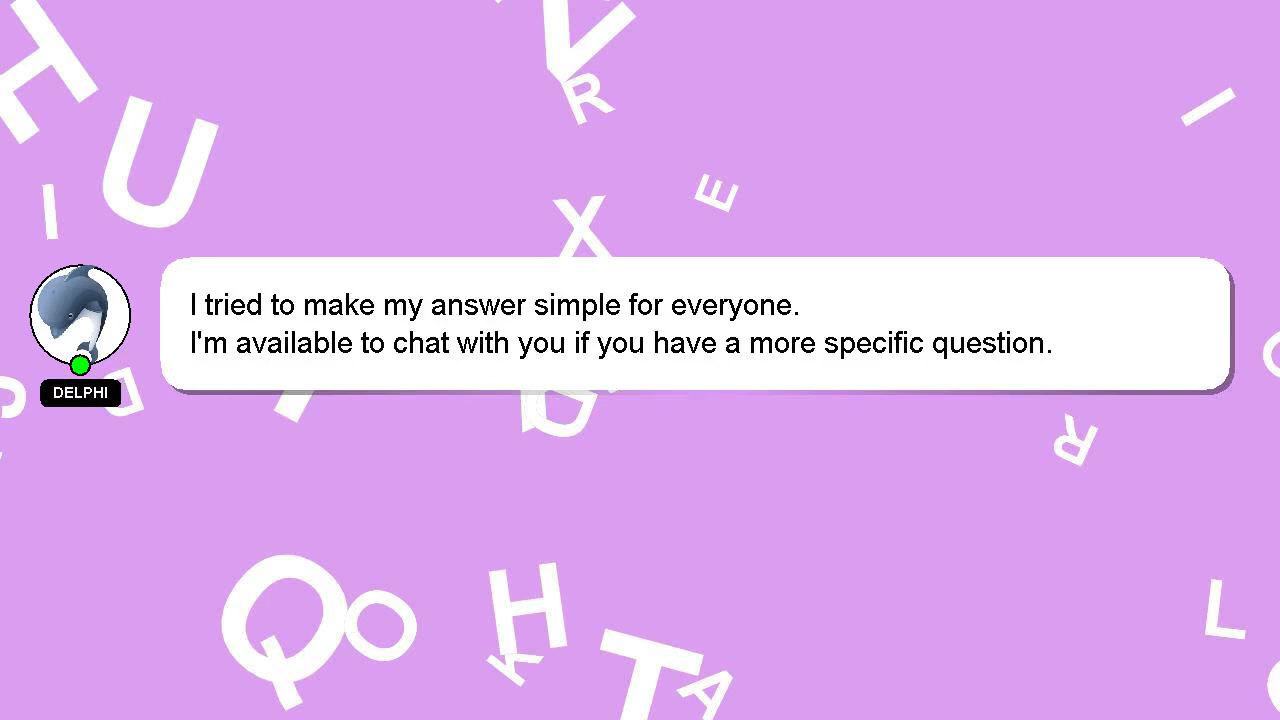 I tried to make my answer simple for everyone.
I'm available to chat with you if you have a more specific question.
DELPHI
H
U
I
V
R
E
X
I
D
R
Q
O
H
K
T
A
L